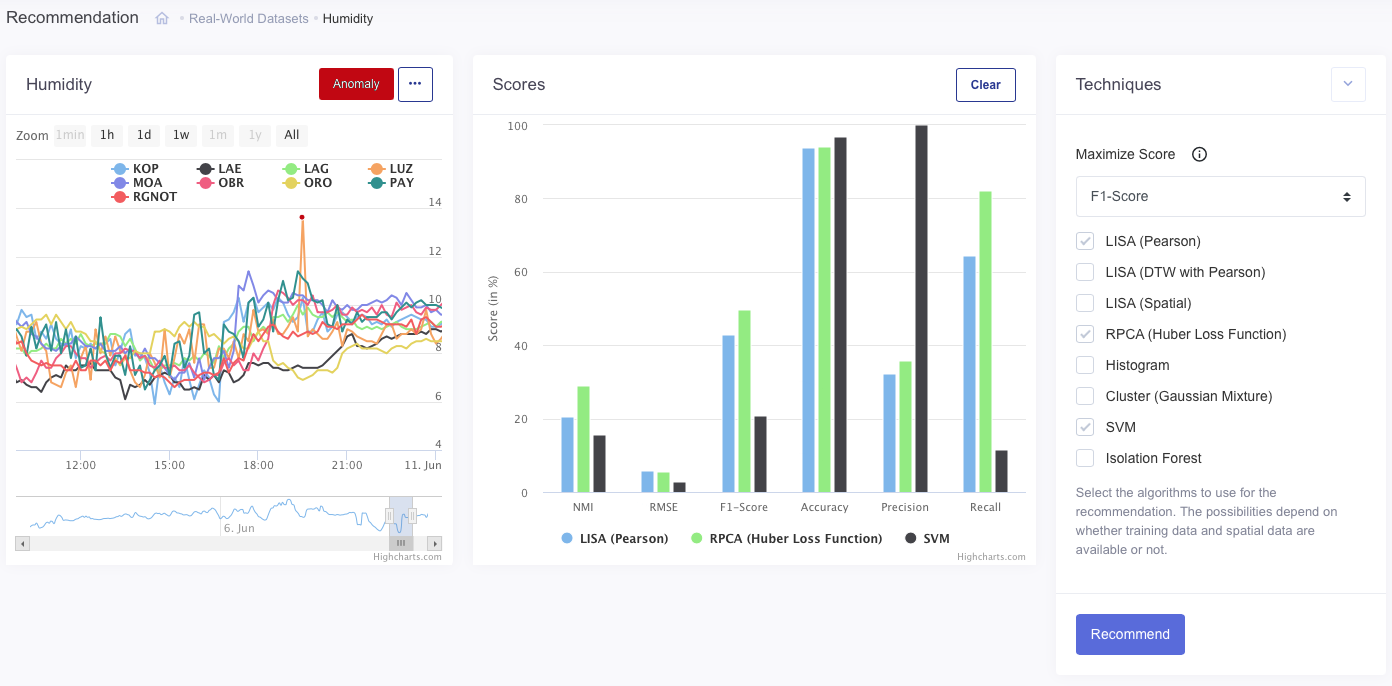 Recommendation • Real-World Datasets • Humidity
Humidity
Anomaly
...
Zoom 1min 1h 1d 1w 1m 1y All
KOP LAE LAG LUZ
MOA OBR ORO PAY
RGNOT
14
12
10
8
6
4
12:00 15:00 18:00 21:00 11. Jun
6. Jun
Highcharts.com
Scores
Clear
Score (in %)
100
80
60
40
20
0
NMI RMSE F1-Score Accuracy Precision Recall
LISA (Pearson) RPCA (Huber Loss Function) SVM
Highcharts.com
Techniques
Maximize Score
F1-Score
LISA (Pearson)
LISA (DTW with Pearson)
LISA (Spatial)
RPCA (Huber Loss Function)
Histogram
Cluster (Gaussian Mixture)
SVM
Isolation Forest
Select the algorithms to use for the
recommendation. The possibilities depend on
whether training data and spatial data are
available or not.
Recommend